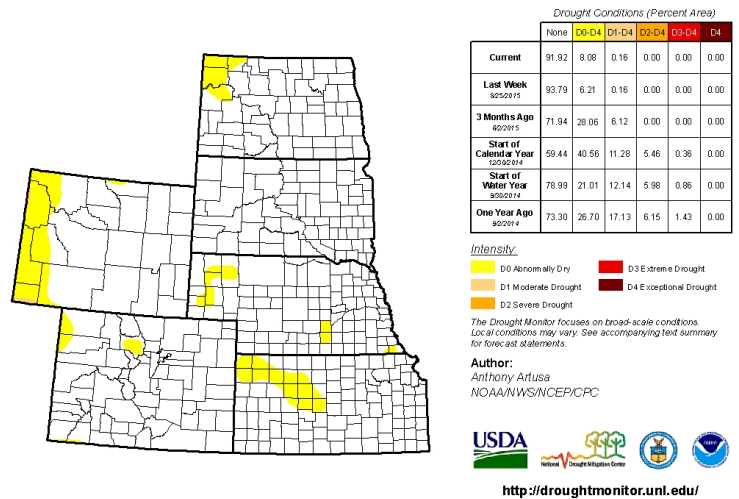 Drought Conditions (Percent Area)
None D0-D4 D1-D4 D2-D4 D3-D4 D4
Current 91.92 8.08 0.16 0.00 0.00 0.00
Last Week
8/25/2015
93.79 6.21 0.16 0.00 0.00 0.00
3 Months Ago
6/2/2015
71.94 28.06 6.12 0.00 0.00 0.00
Start of
Calendar Year
12/30/2014
59.44 40.56 11.28 5.46 0.36 0.00
Start of
Water Year
9/30/2014
78.99 21.01 12.14 5.98 0.86 0.00
One Year Ago
9/2/2014
73.30 26.70 17.13 6.15 1.43 0.00
Intensity:
D0 Abnormally Dry
D1 Moderate Drought
D2 Severe Drought
D3 Extreme Drought
D4 Exceptional Drought
The Drought Monitor focuses on broad-scale conditions.
Local conditions may vary. See accompanying text summary
for forecast statements.
Author:
Anthony Artusa
NOAA/NWS/NCEP/CPC
USDA
National Drought Mitigation Center
http://droughtmonitor.unl.edu/